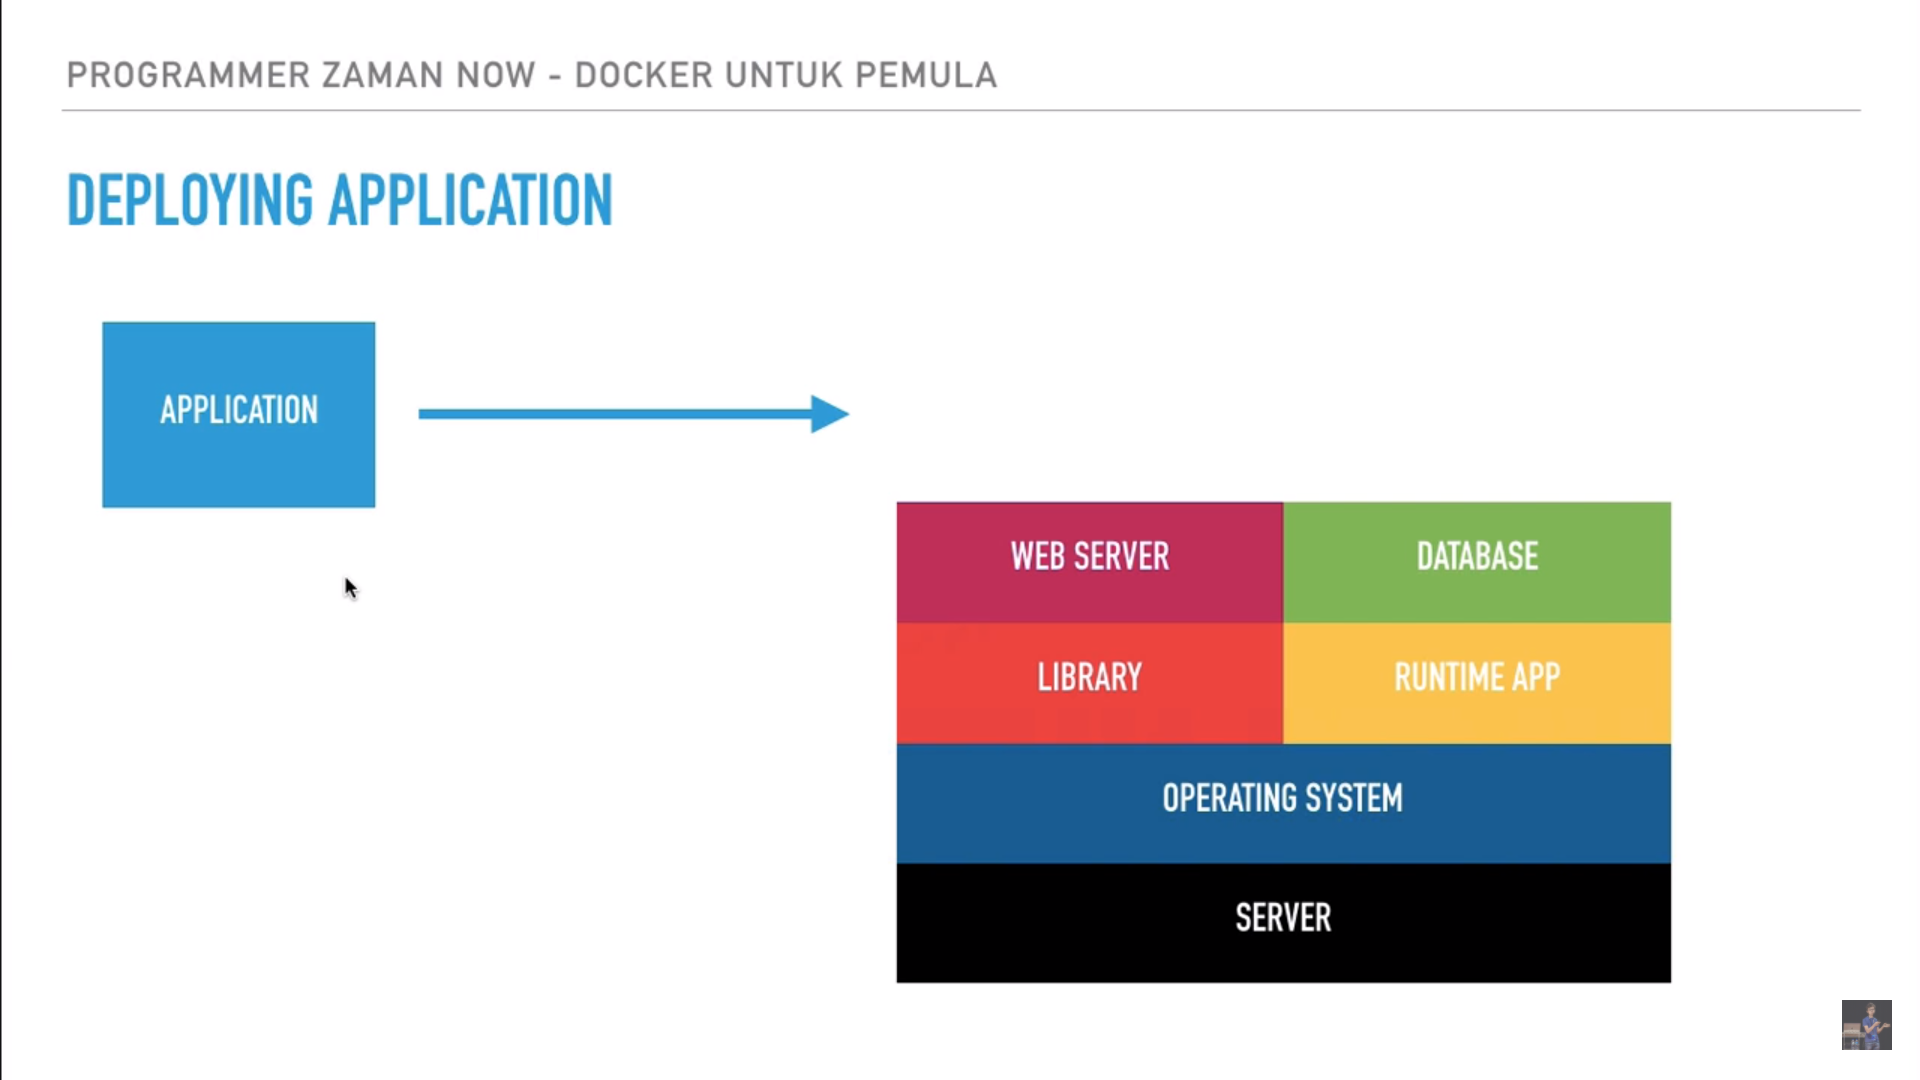 PROGRAMMER ZAMAN NOW - DOCKER UNTUK PEMULA
DEPLOYING APPLICATION
APPLICATION
WEB SERVER
DATABASE
LIBRARY
RUNTIME APP
OPERATING SYSTEM
SERVER